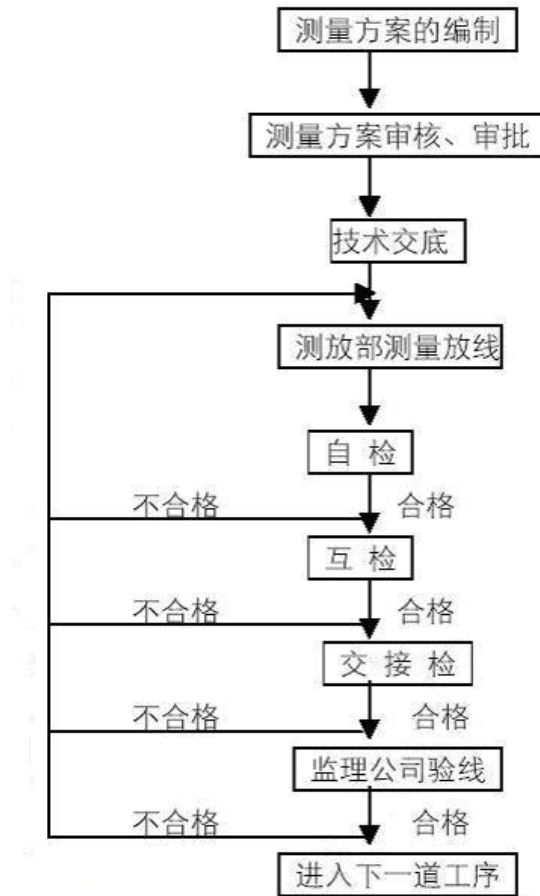 测量方案的编制
测量方案审核、审批
技术交底
测放部测量放线
自 检
不合格 合格
互 检
不合格 合格
交 接 检
不合格 合格
监理公司验线
不合格 合格
进入下一道工序